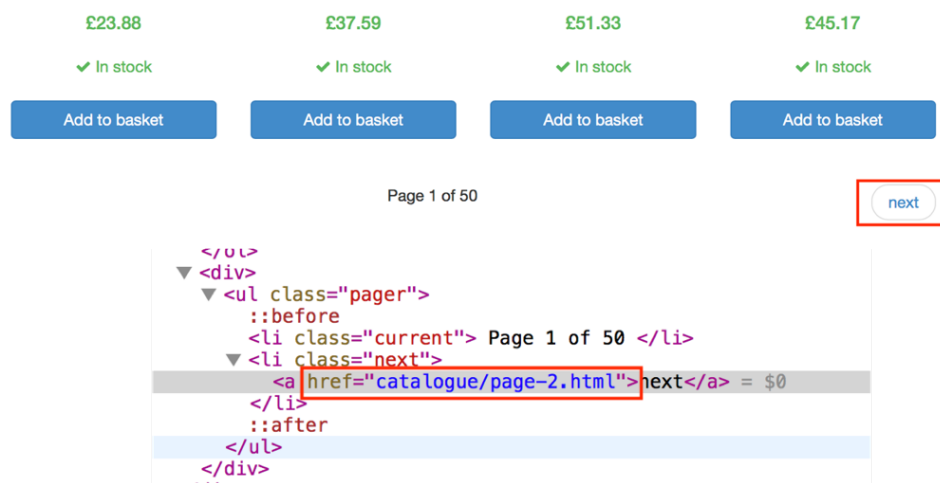 £23.88 £37.59 £51.33 £45.17
In stock In stock In stock In stock
Add to basket Add to basket Add to basket Add to basket
Page 1 of 50 next
</ol>
<div>
<ul class="pager">
::before
<li class="current"> Page 1 of 50 </li>
<li class="next">
<a href="catalogue/page-2.html">next</a> = $0
</li>
::after
</ul>
</div>